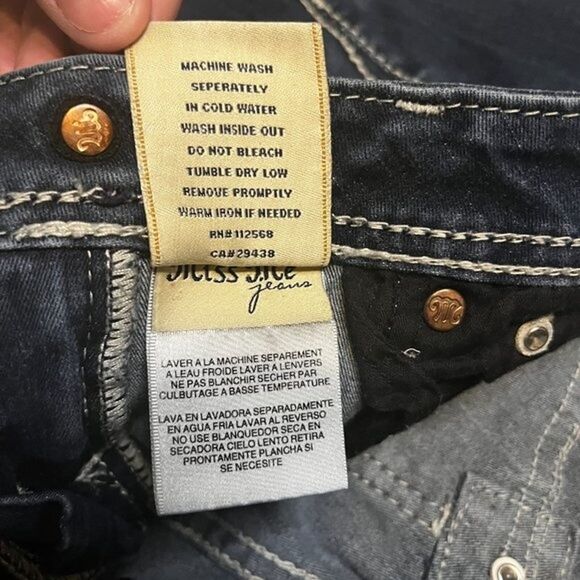 MACHINE WASH
SEPERATELY
IN COLD WATER
WASH INSIDE OUT
DO NOT BLEACH
TUMBLE DRY LOW
REMOVE PROMPTLY
WARM IRON IF NEEDED
RN# 112568
CA# 29438
Miss Me
jeans
LAVER A LA MACHINE SEPAREMENT
A LEAU FROIDE LAVER A LENVERS
NE PAS BLANCHIR SECHER PAR
CULBUTAGE A BASSE TEMPERATURE
LAVA EN LAVADORA SEPARADAMENTE
EN AGUA FRIA LAVAR AL REVERSO
NO USE BLANQUEDOR SECA EN
SECADORA CIELO LENTO RETIRA
PRONTAMENTE PLANCHA SI
SE NECESITE